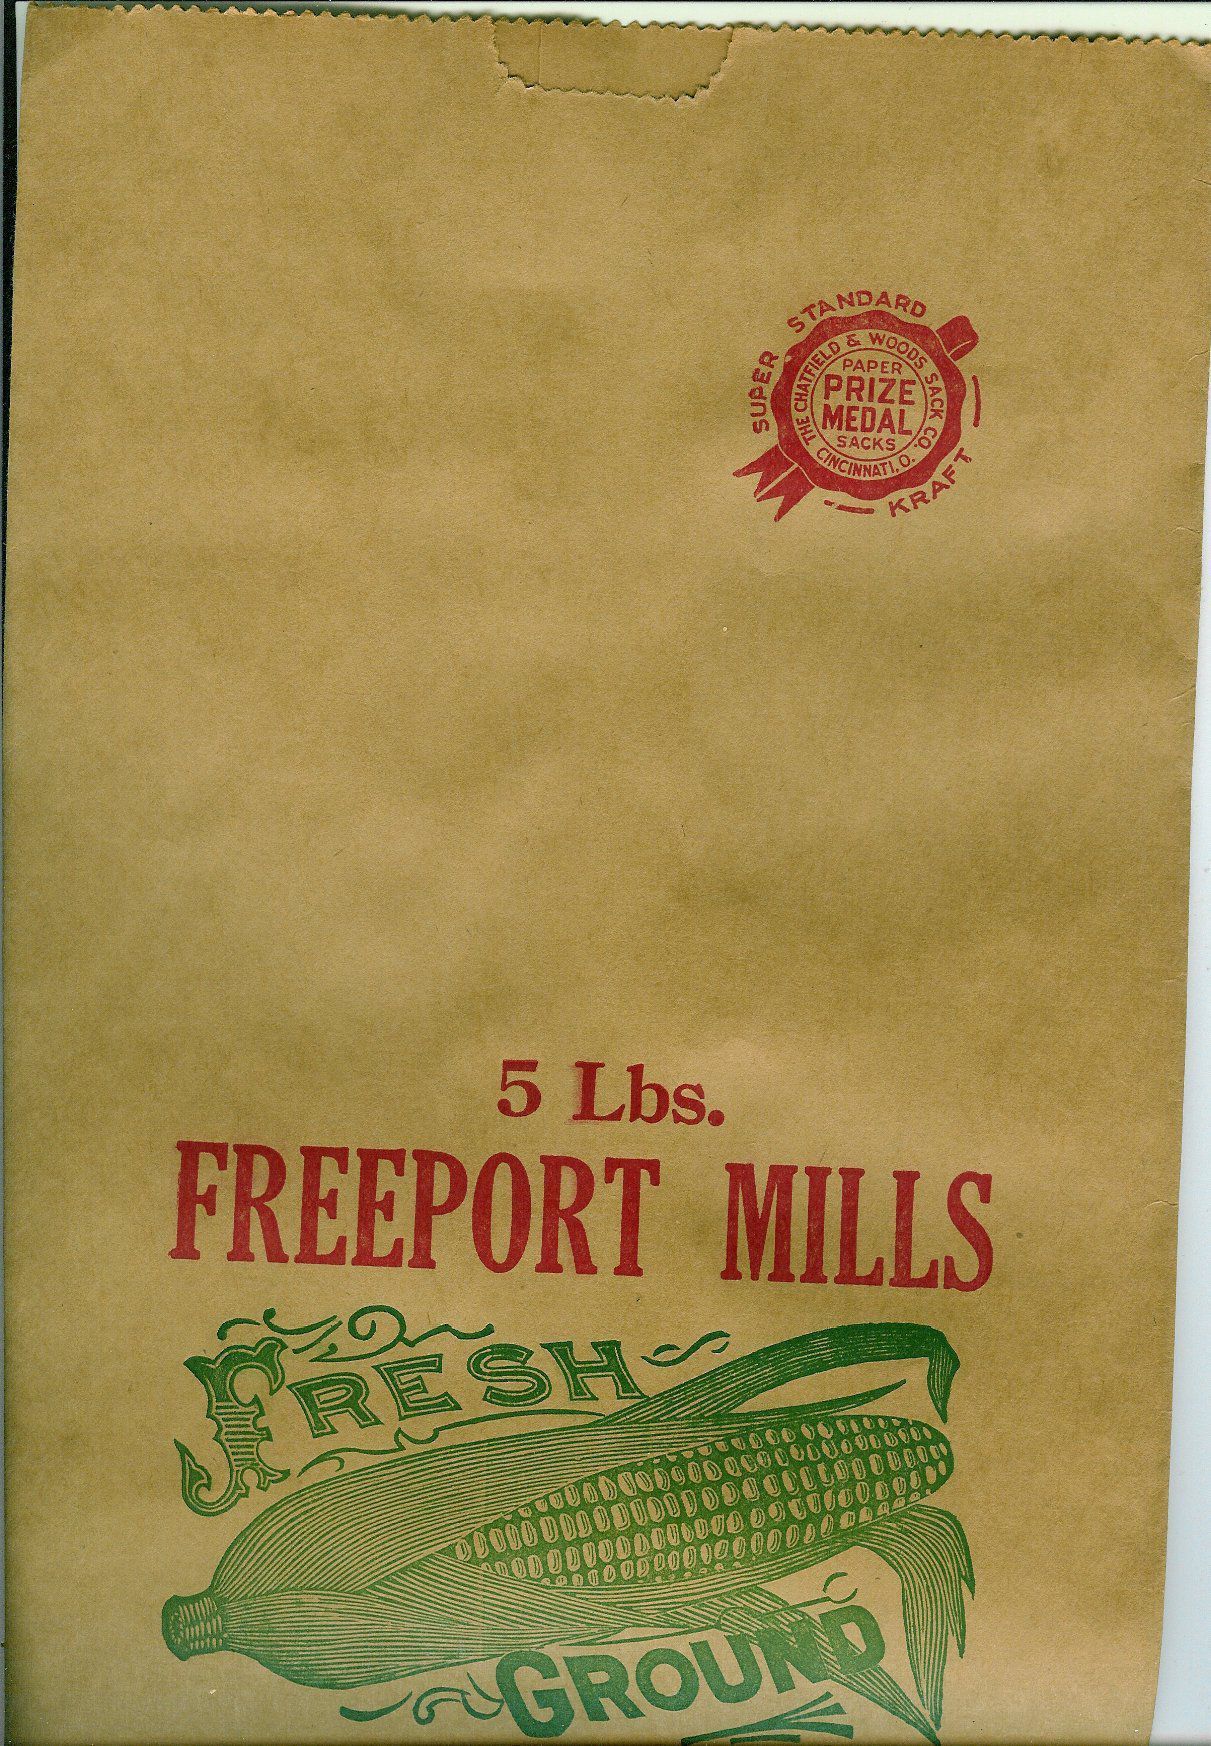 SUPER STANDARD KRAFT
THE CHATFIELD & WOODS SACK CO.
CINCINNATI, O.
PAPER
PRIZE
MEDAL
SACKS
5 Lbs.
FREEPORT MILLS
FRESH
GROUND